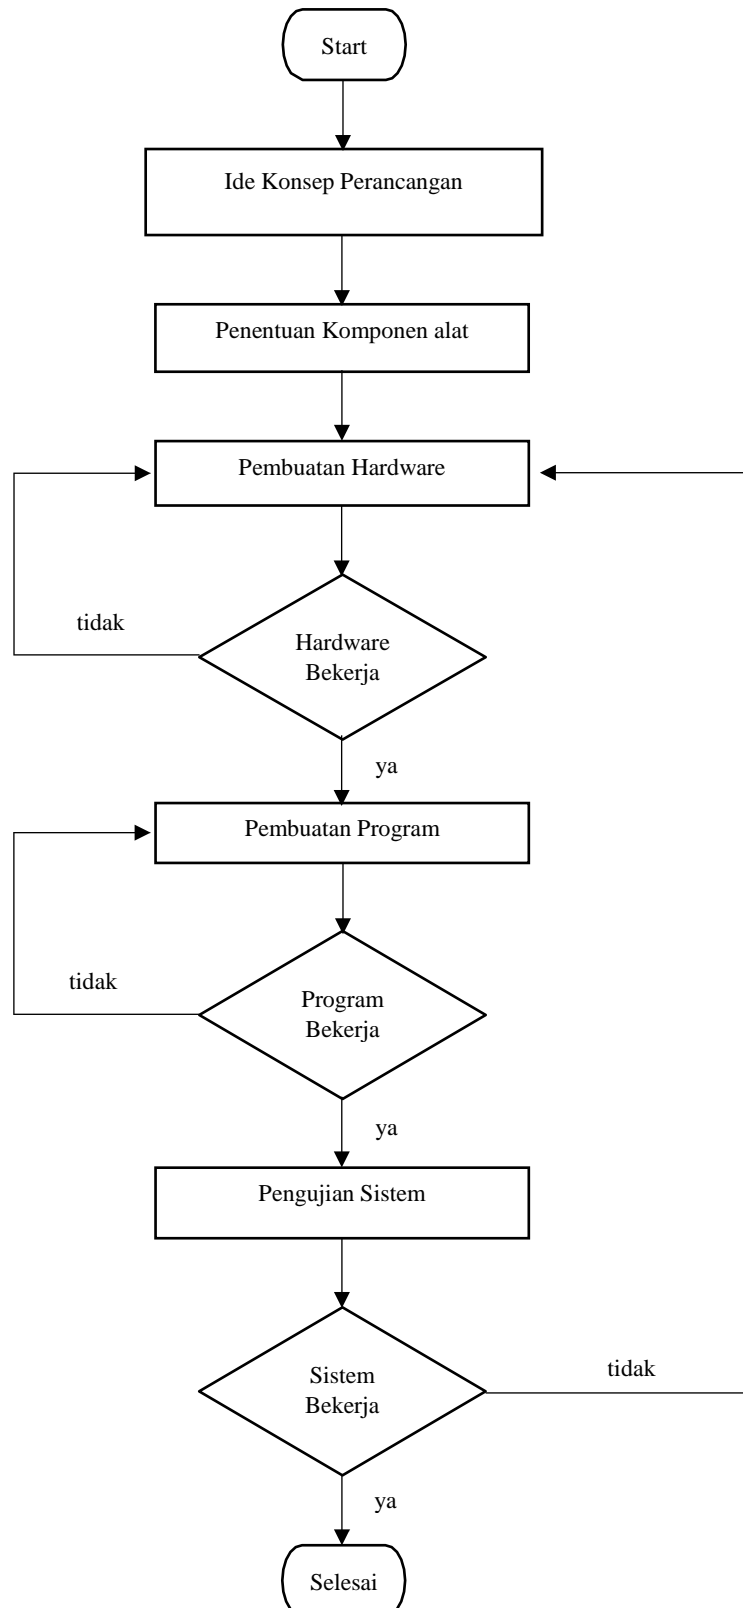 Start
Ide Konsep Perancangan
Penentuan Komponen alat
Pembuatan Hardware
tidak
Hardware
Bekerja
ya
Pembuatan Program
tidak
Program
Bekerja
ya
Pengujian Sistem
Sistem
Bekerja
tidak
ya
Selesai